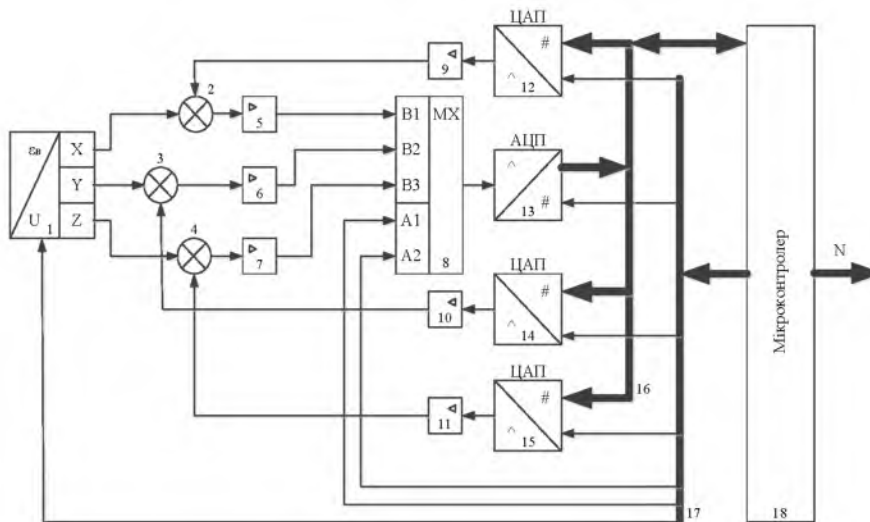 ЦАП
#
^
12
9
2
X
5
B1
MX
εв
3
B2
АЦП
^
#
13
Y
6
B3
4
Z
U
1
7
A1
A2
8
ЦАП
#
^
14
10
N
Мікроконтролер
ЦАП
#
^
15
11
16
17
18